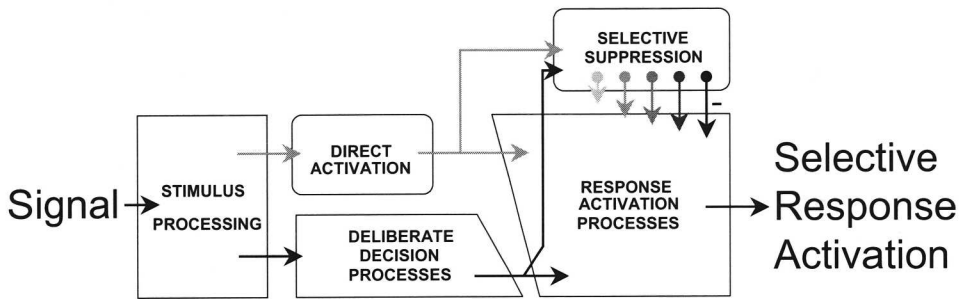 SELECTIVE
SUPPRESSION
–
DIRECT
ACTIVATION
Signal
STIMULUS
PROCESSING
DELIBERATE
DECISION
PROCESSES
RESPONSE
ACTIVATION
PROCESSES
Selective
Response
Activation